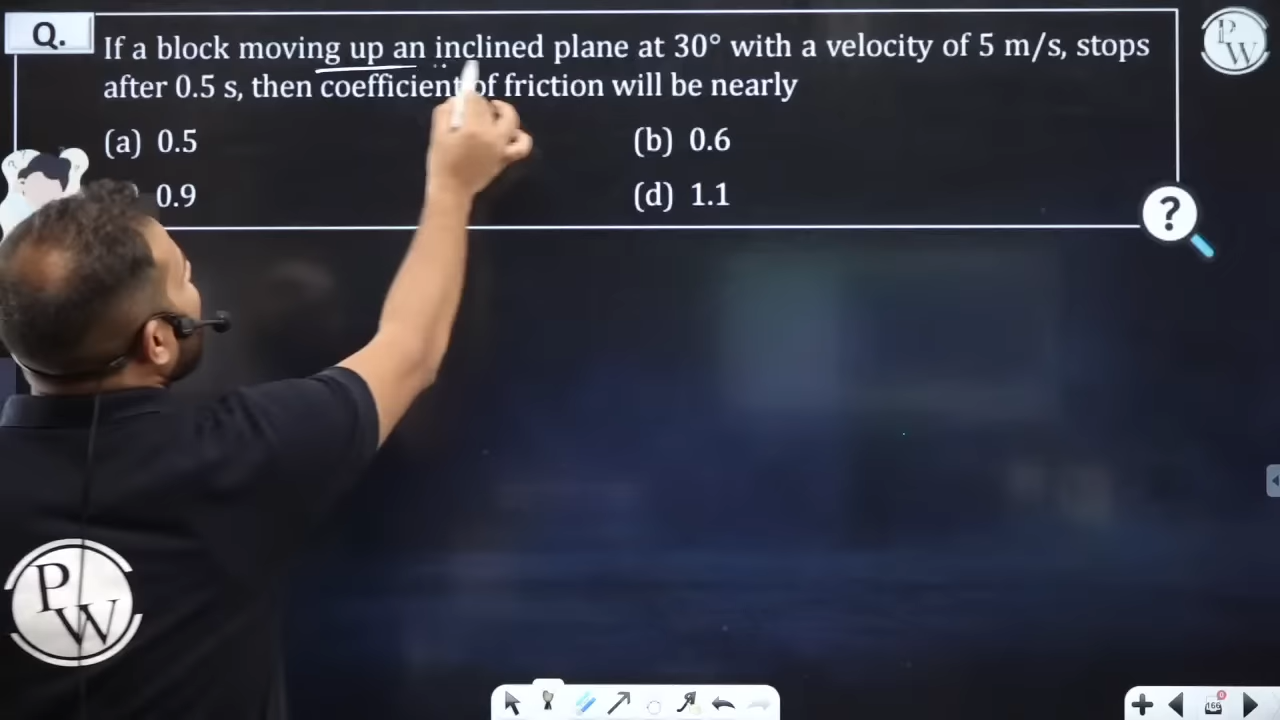 Q.
If a block moving up an inclined plane at 30° with a velocity of 5 m/s, stops
after 0.5 s, then coefficient of friction will be nearly
(a) 0.5
(b) 0.6
0.9
(d) 1.1
?
P
W
P
W
166